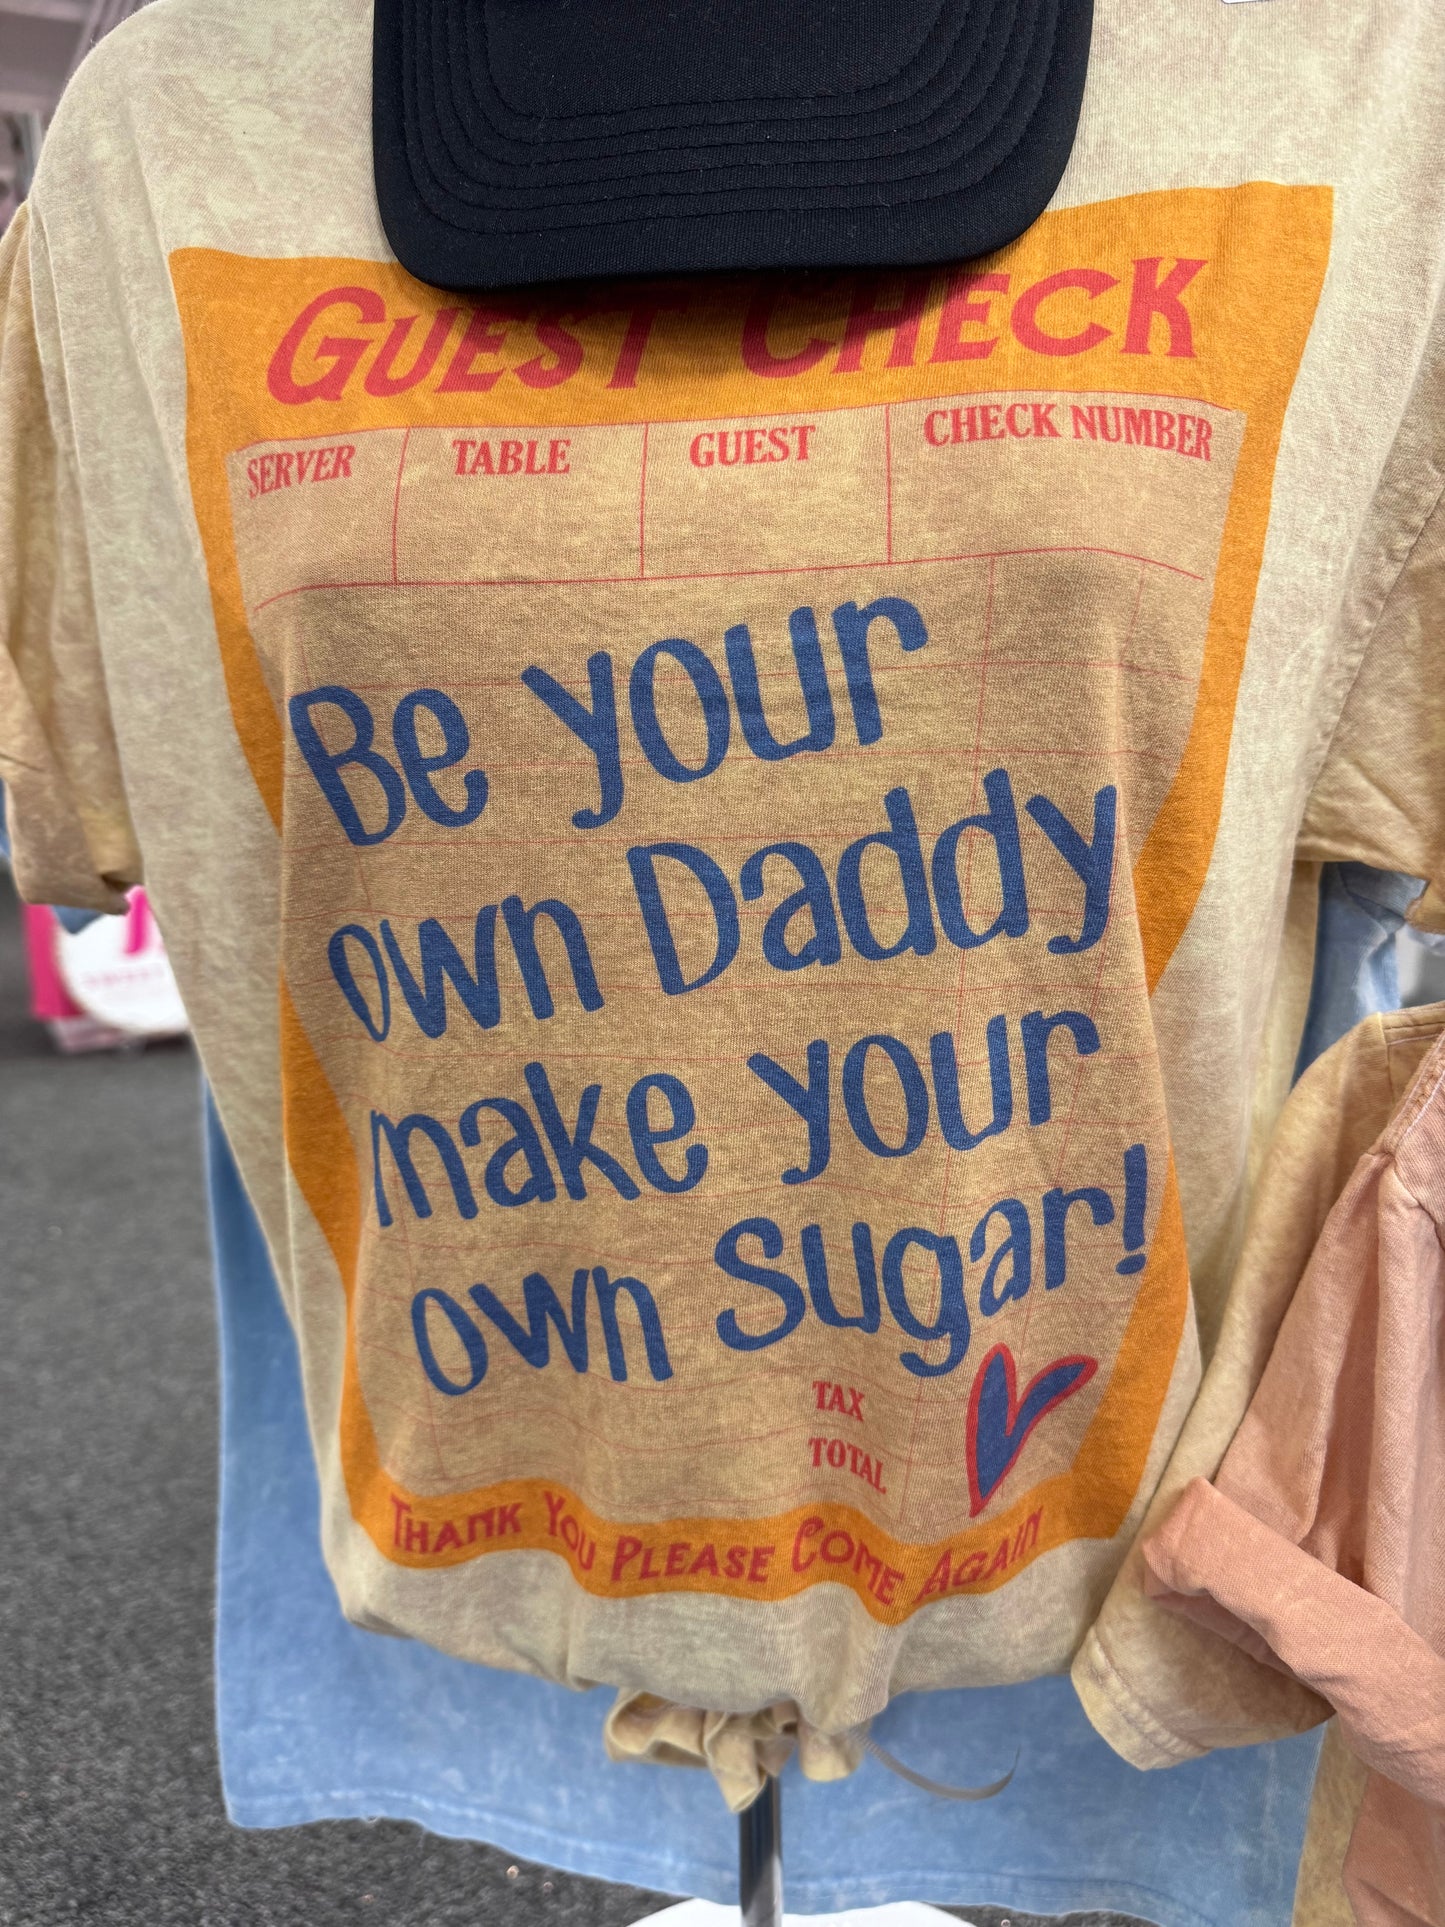 GUEST CHECK
SERVER TABLE GUEST CHECK NUMBER
Be your
own Daddy
make your
own Sugar!
TAX
TOTAL
THANK YOU PLEASE COME AGAIN